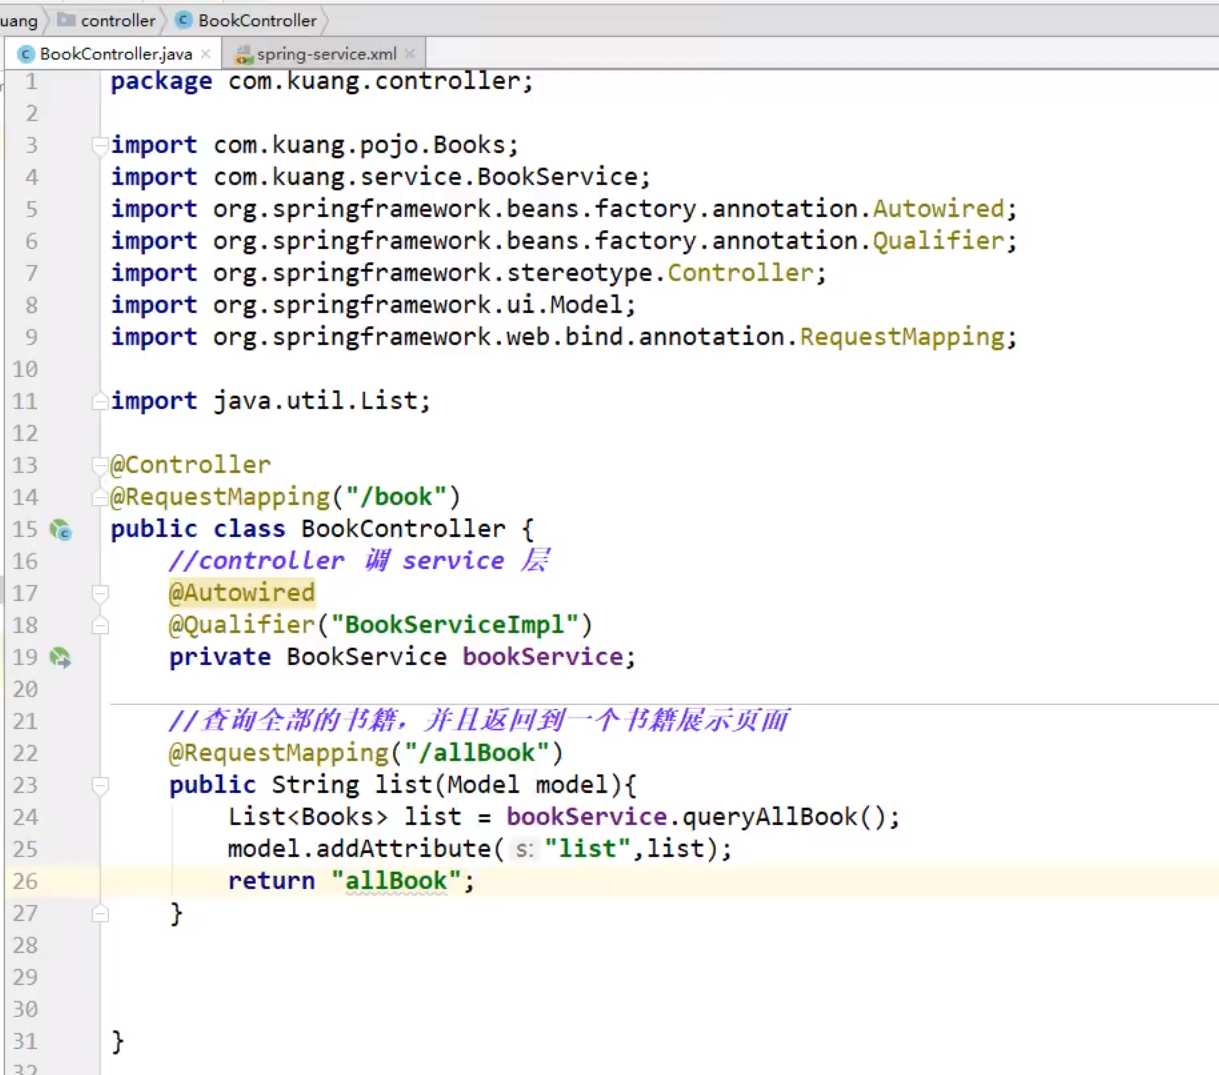 uang controller BookController
BookController.java spring-service.xml
1 package com.kuang.controller;
2
3 import com.kuang.pojo.Books;
4 import com.kuang.service.BookService;
5 import org.springframework.beans.factory.annotation.Autowired;
6 import org.springframework.beans.factory.annotation.Qualifier;
7 import org.springframework.stereotype.Controller;
8 import org.springframework.ui.Model;
9 import org.springframework.web.bind.annotation.RequestMapping;
10
11 import java.util.List;
12
13 @Controller
14 @RequestMapping("/book")
15 public class BookController {
16 //controller 调 service 层
17 @Autowired
18 @Qualifier("BookServiceImpl")
19 private BookService bookService;
20
21 //查询全部的书籍，并且返回到一个书籍展示页面
22 @RequestMapping("/allBook")
23 public String list(Model model){
24 List<Books> list = bookService.queryAllBook();
25 model.addAttribute( s: "list",list);
26 return "allBook";
27 }
28
29
30
31 }
32